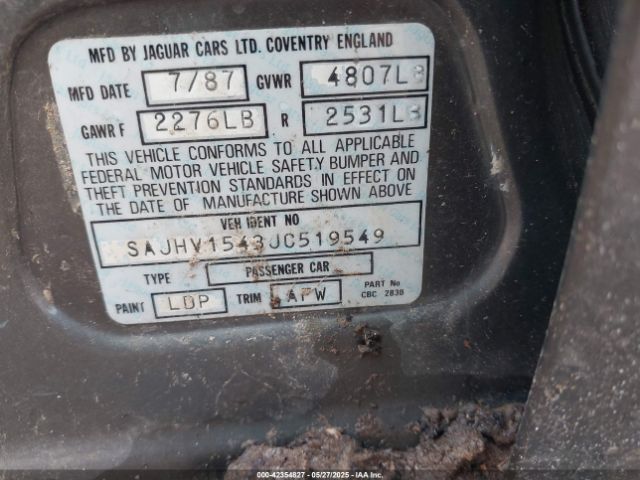 MFD BY JAGUAR CARS LTD. COVENTRY ENGLAND
MFD DATE 7/87 GVWR 4807LB
GAWR F 2276LB R 2531LB
THIS VEHICLE CONFORMS TO ALL APPLICABLE
FEDERAL MOTOR VEHICLE SAFETY BUMPER AND
THEFT PREVENTION STANDARDS IN EFFECT ON
THE DATE OF MANUFACTURE SHOWN ABOVE
VEH IDENT NO
SAJHV1543JC519549
TYPE PASSENGER CAR
PAINT LDP TRIM AFW PART No
CBC 2830
000-42354827 - 05/27/2025 - IAA Inc.